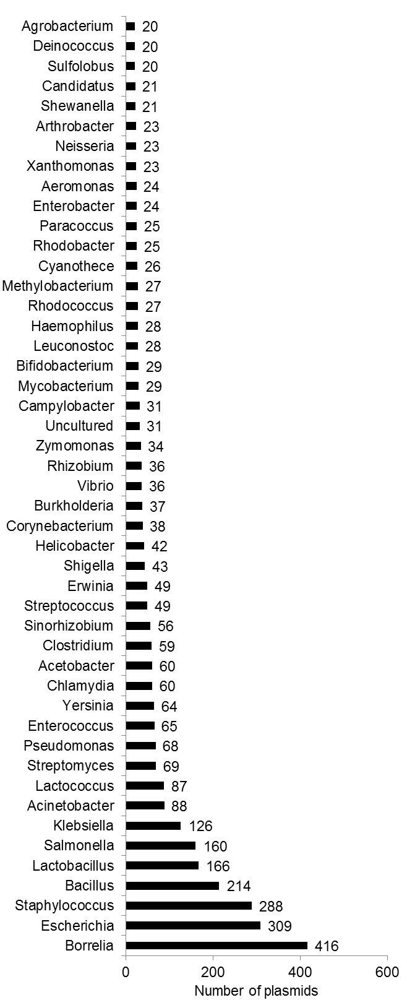 Agrobacterium 20
Deinococcus 20
Sulfolobus 20
Candidatus 21
Shewanella 21
Arthrobacter 23
Neisseria 23
Xanthomonas 23
Aeromonas 24
Enterobacter 24
Paracoccus 25
Rhodobacter 25
Cyanothece 26
Methylobacterium 27
Rhodococcus 27
Haemophilus 28
Leuconostoc 28
Bifidobacterium 29
Mycobacterium 29
Campylobacter 31
Uncultured 31
Zymomonas 34
Rhizobium 36
Vibrio 36
Burkholderia 37
Corynebacterium 38
Helicobacter 42
Shigella 43
Erwinia 49
Streptococcus 49
Sinorhizobium 56
Clostridium 59
Acetobacter 60
Chlamydia 60
Yersinia 64
Enterococcus 65
Pseudomonas 68
Streptomyces 69
Lactococcus 87
Acinetobacter 88
Klebsiella 126
Salmonella 160
Lactobacillus 166
Bacillus 214
Staphylococcus 288
Escherichia 309
Borrelia 416
0 200 400 600
Number of plasmids